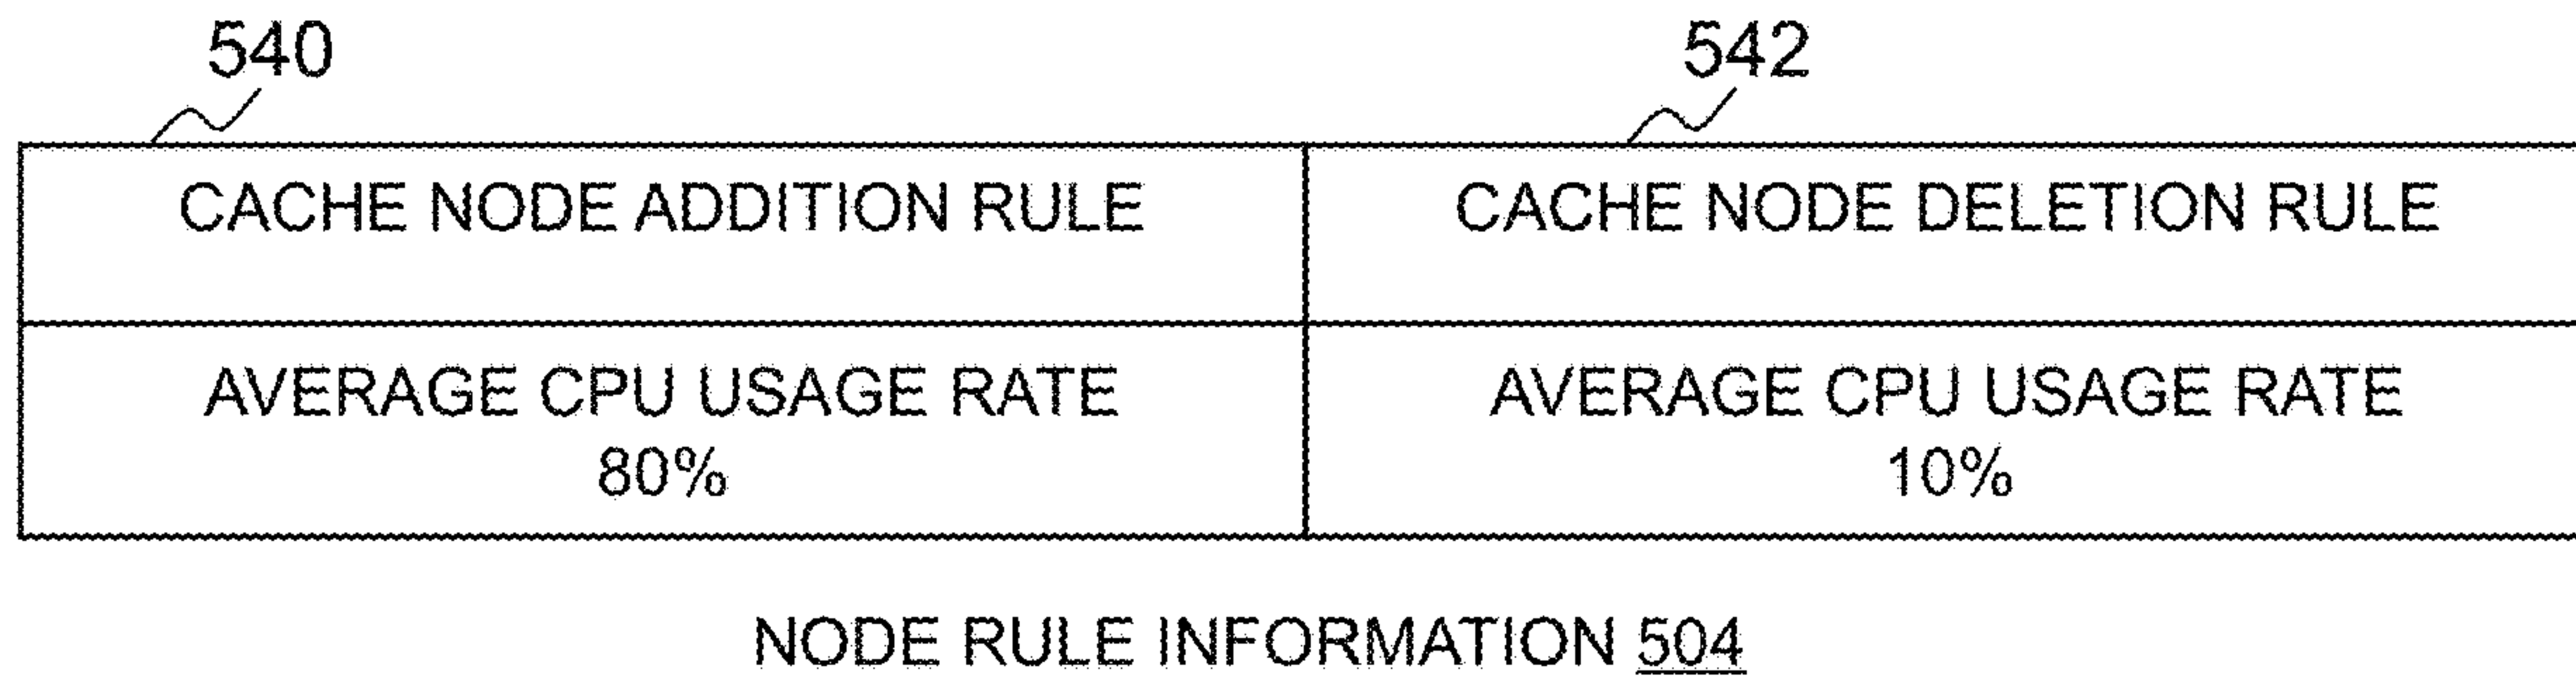 540
542
CACHE NODE ADDITION RULE
CACHE NODE DELETION RULE
AVERAGE CPU USAGE RATE
80%
AVERAGE CPU USAGE RATE
10%
NODE RULE INFORMATION 504